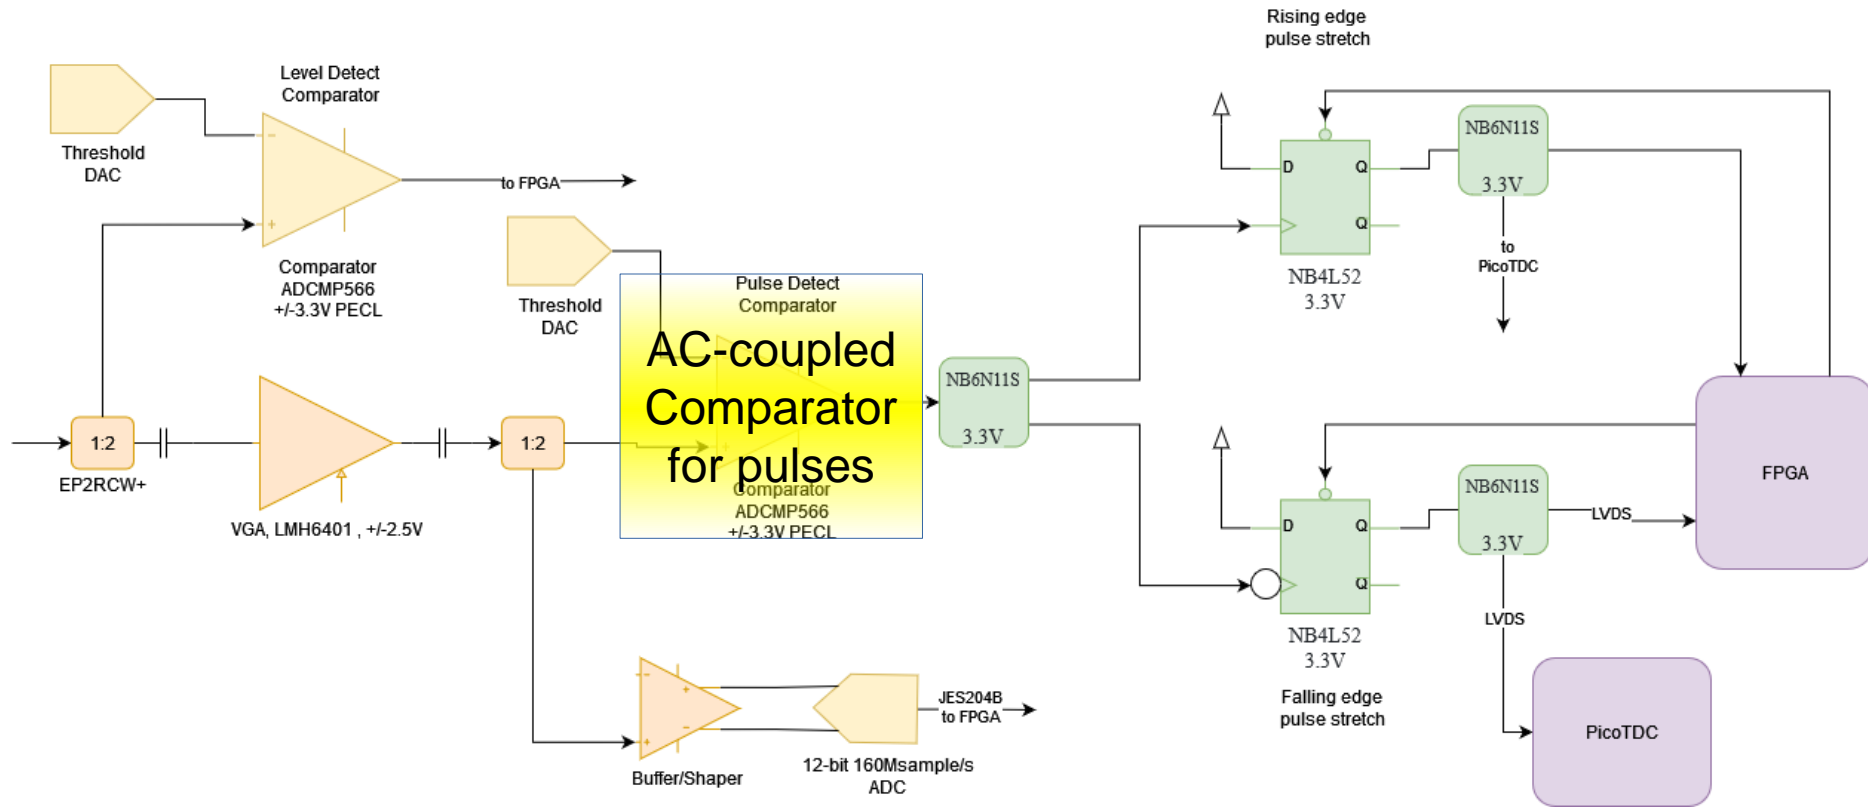 Rising edge
pulse stretch
Level Detect
Comparator
Threshold
DAC
−
+
to FPGA
Comparator
ADCMP566
+/-3.3V PECL
Threshold
DAC
Pulse Detect
Comparator
AC-coupled
Comparator
for pulses
+
Comparator
ADCMP566
+/-3.3V PECL
1:2
EP2RCW+
VGA, LMH6401 , +/-2.5V
1:2
NB6N11S
3.3V
D
Q
Q
NB4L52
3.3V
NB6N11S
3.3V
to
PicoTDC
D
Q
Q
NB4L52
3.3V
Falling edge
pulse stretch
NB6N11S
3.3V
LVDS
FPGA
LVDS
PicoTDC
−
+
+
−
Buffer/Shaper
JES204B
to FPGA
12-bit 160Msample/s
ADC